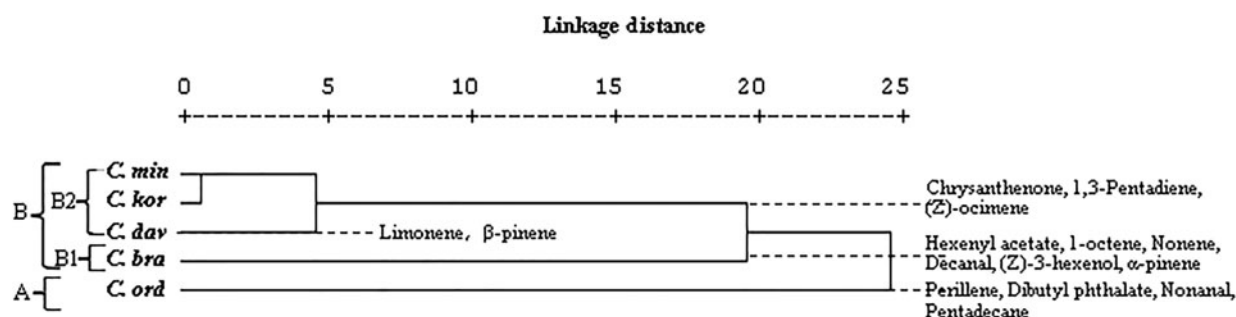 Linkage distance
0 5 10 15 20 25
C. min
Chrysanthenone, 1,3-Pentadiene,
B B2 C. kor
(Z)-ocimene
C. dav Limonene, β-pinene
Hexenyl acetate, 1-octene, Nonene,
B1 C. bra
Decanal, (Z)-3-hexenol, α-pinene
A C. ord Perillene, Dibutyl phthalate, Nonanal,
Pentadecane